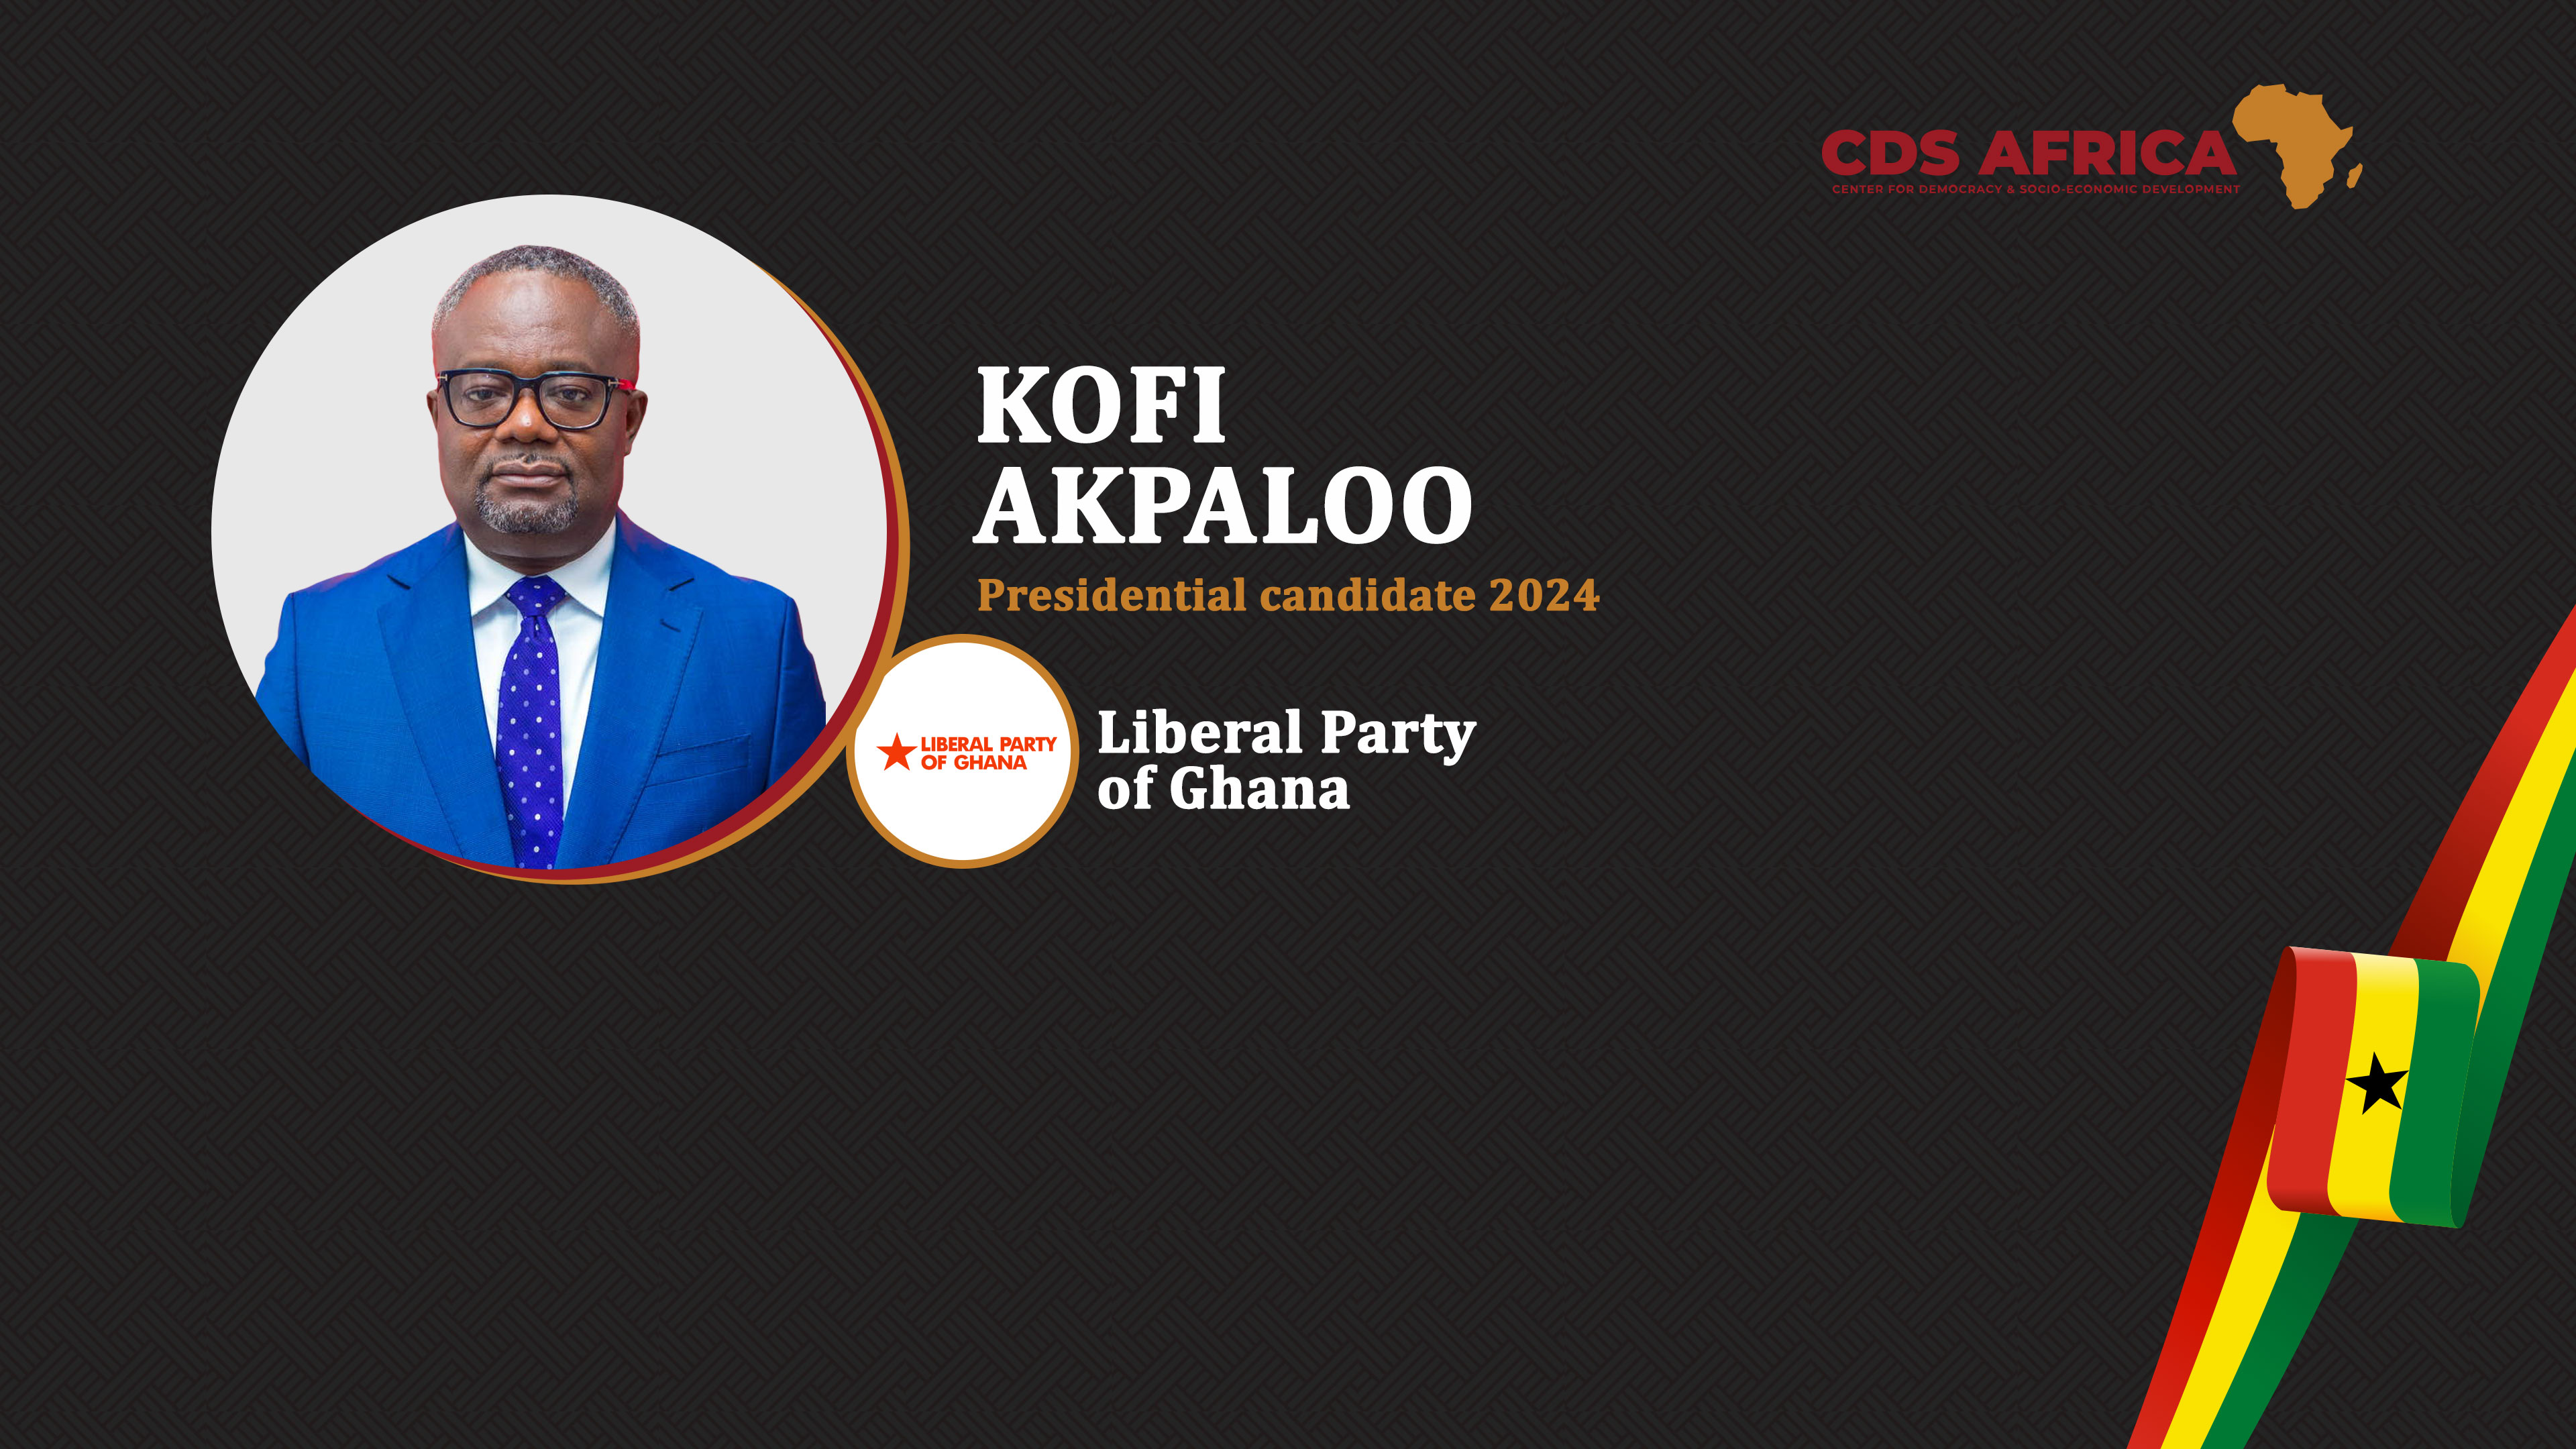 CDS AFRICA
CENTER FOR DEMOCRACY & SOCIO-ECONOMIC DEVELOPMENT
KOFI
AKPALOO
Presidential candidate 2024
LIBERAL PARTY
OF GHANA
Liberal Party
of Ghana